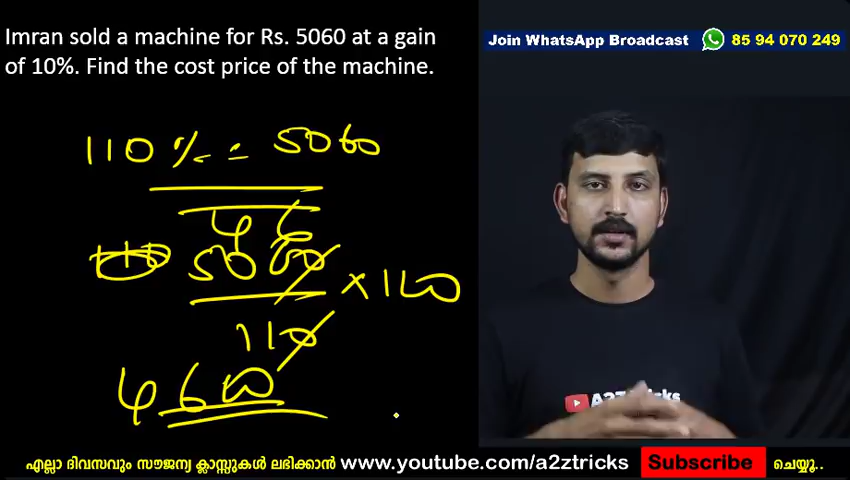 Imran sold a machine for Rs. 5060 at a gain
of 10%. Find the cost price of the machine.
Join WhatsApp Broadcast 85 94 070 249
110 % = 5060
46
5060
× 100
110
4600
A2Ztricks
എല്ലാ ദിവസവും സൗജന്യ ക്ലാസ്സുകൾ ലഭിക്കാൻ www.youtube.com/a2ztricks Subscribe ചെയ്യൂ..